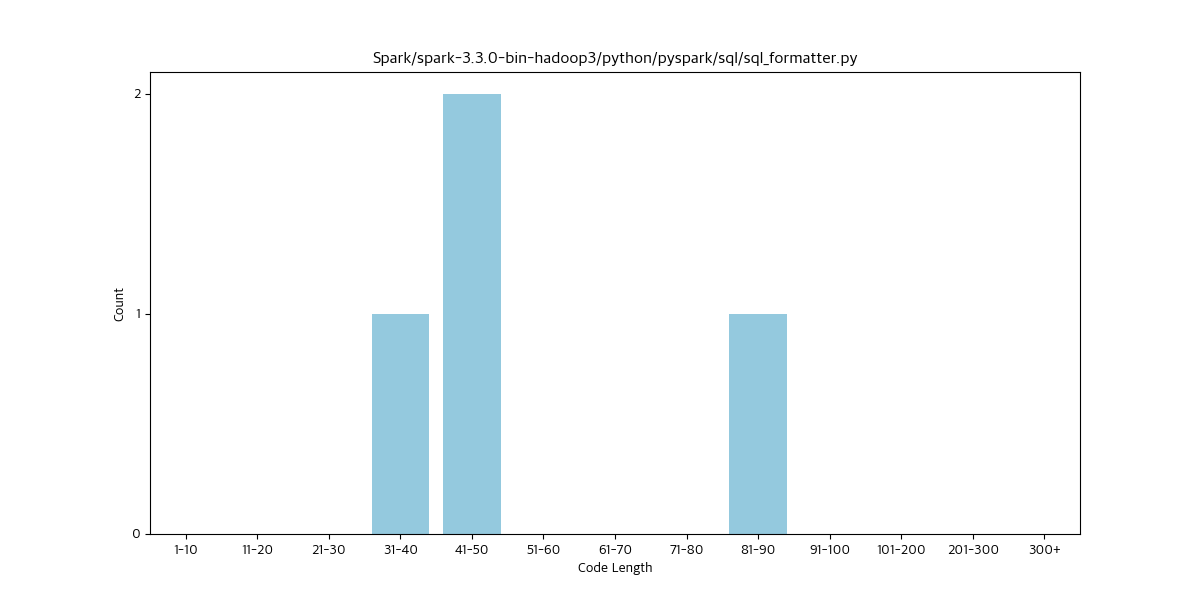 Spark/spark-3.3.0-bin-hadoop3/python/pyspark/sql/sql_formatter.py
2
1
0
Count
1-10 11-20 21-30 31-40 41-50 51-60 61-70 71-80 81-90 91-100 101-200 201-300 300+
Code Length